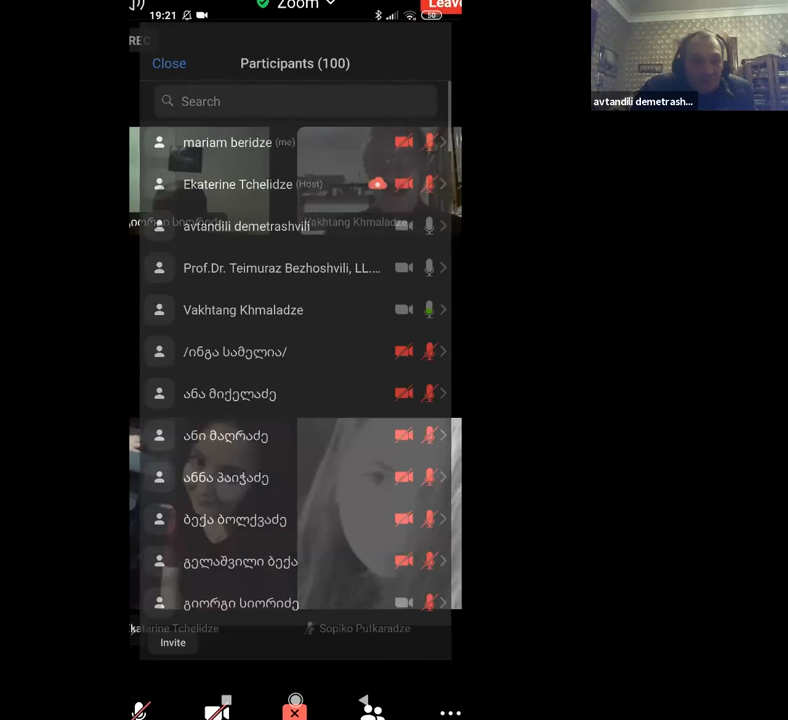 Zoom
Leave
19:21
50
REC
Close
Participants (100)
Search
avtandili demetrash...
mariam beridze (me)
Ekaterine Tchelidze (Host)
Vakhtang Khmaladze
avtandili demetrashvili
Prof.Dr. Teimuraz Bezhoshvili, LL....
Vakhtang Khmaladze
/ინგა სამელია/
ანა მიქელაძე
ანი მაღრაძე
ანნა პაიჭაძე
ბექა ბოლქვაძე
გელაშვილი ბექა
გიორგი სიორიძე
Ekaterine Tchelidze
Sopiko Putkaradze
Invite